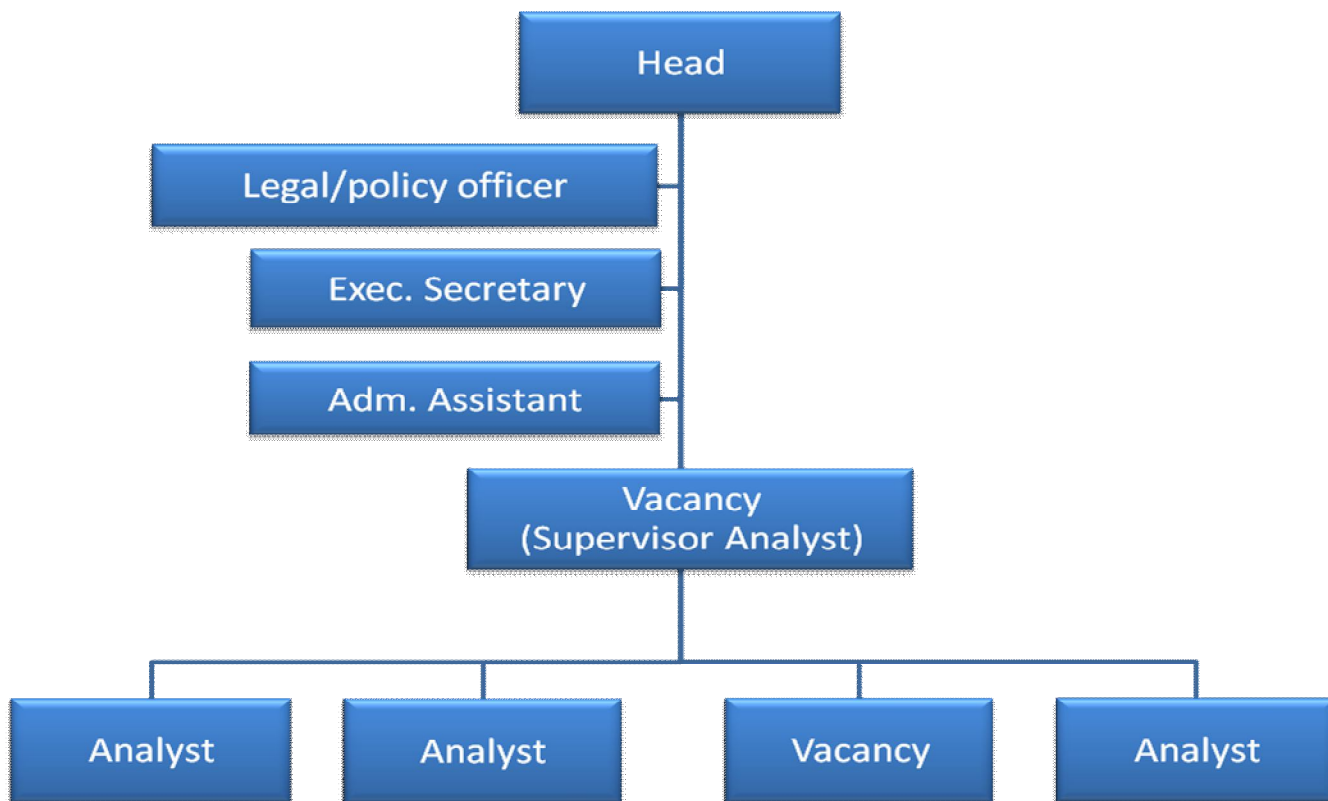 Head
Legal/policy officer
Exec. Secretary
Adm. Assistant
Vacancy
(Supervisor Analyst)
Analyst
Analyst
Vacancy
Analyst